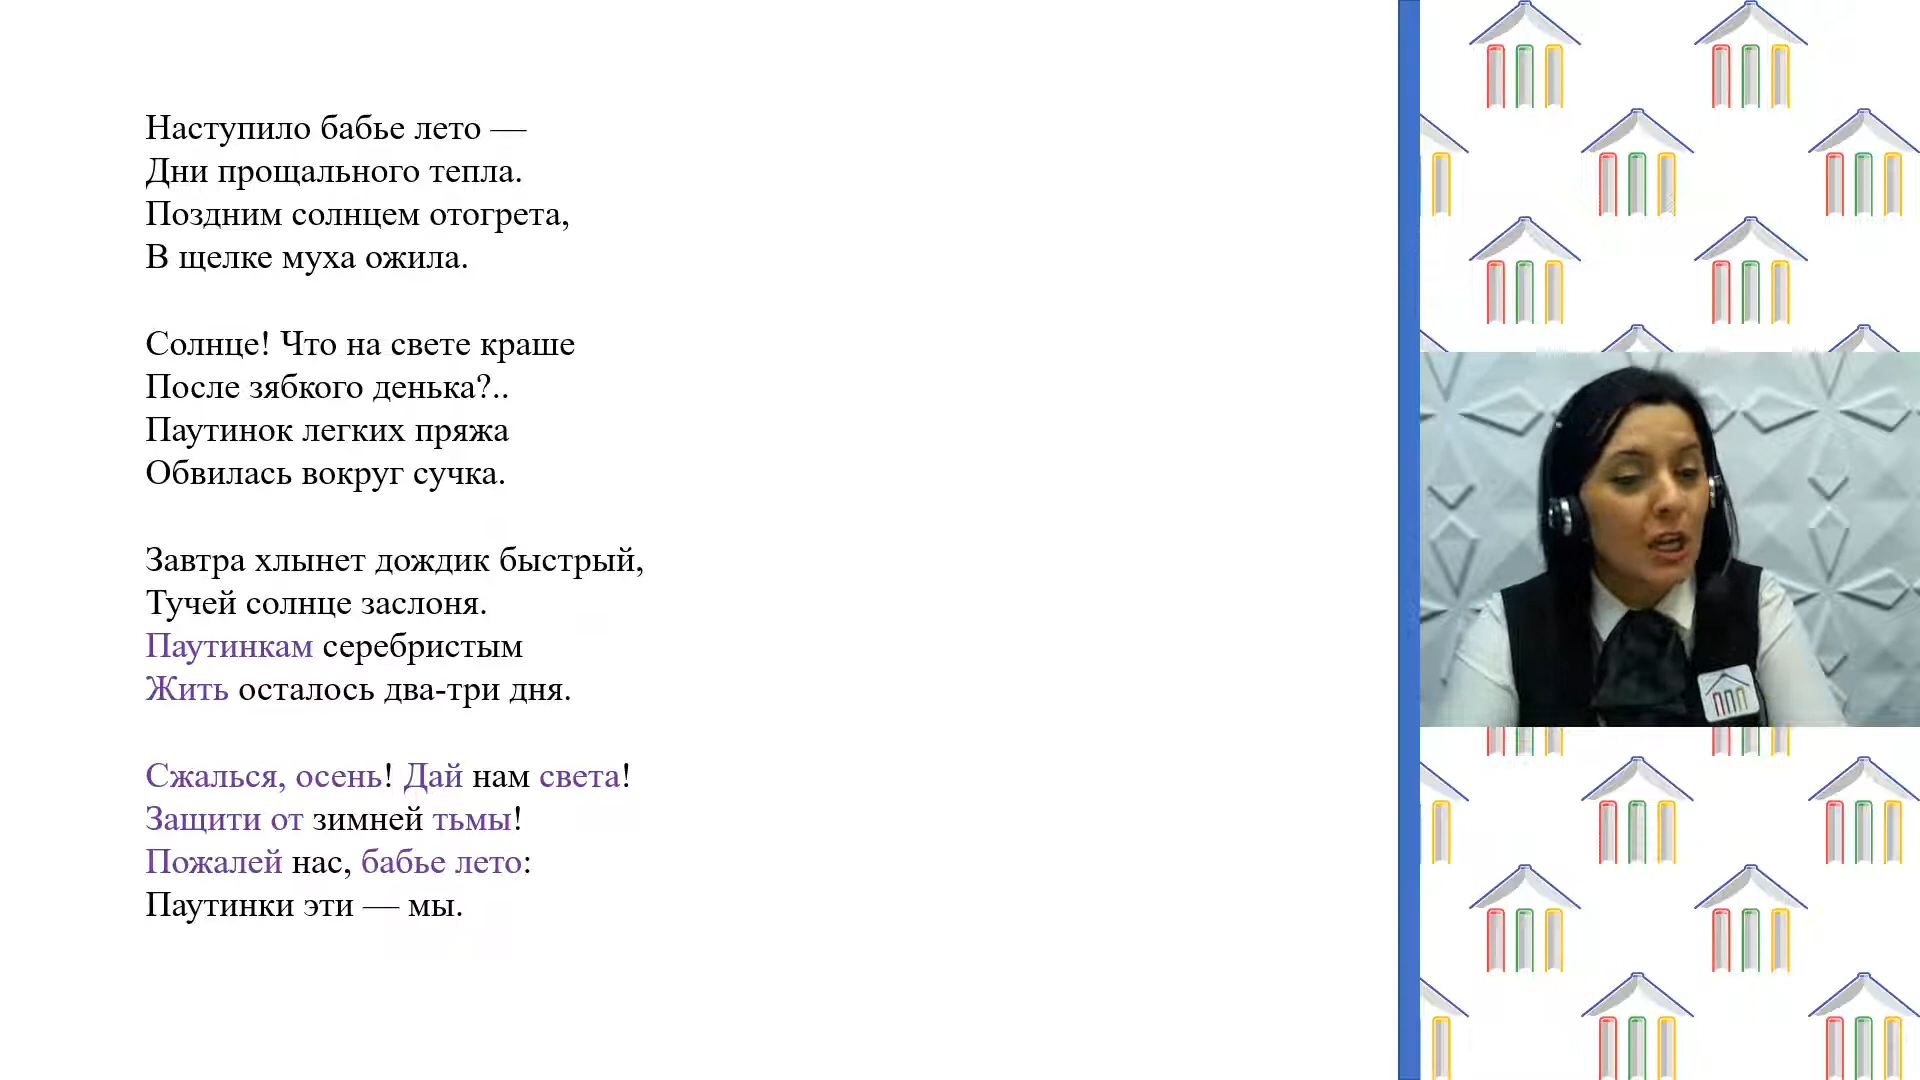 Наступило бабье лето —
Дни прощального тепла.
Поздним солнцем отогрета,
В щелке муха ожила.
Солнце! Что на свете краше
После зябкого денька?..
Паутинок легких пряжа
Обвилась вокруг сучка.
Завтра хлынет дождик быстрый,
Тучей солнце заслоня.
Паутинкам серебристым
Жить осталось два-три дня.
Сжалься, осень! Дай нам света!
Защити от зимней тьмы!
Пожалей нас, бабье лето:
Паутинки эти — мы.